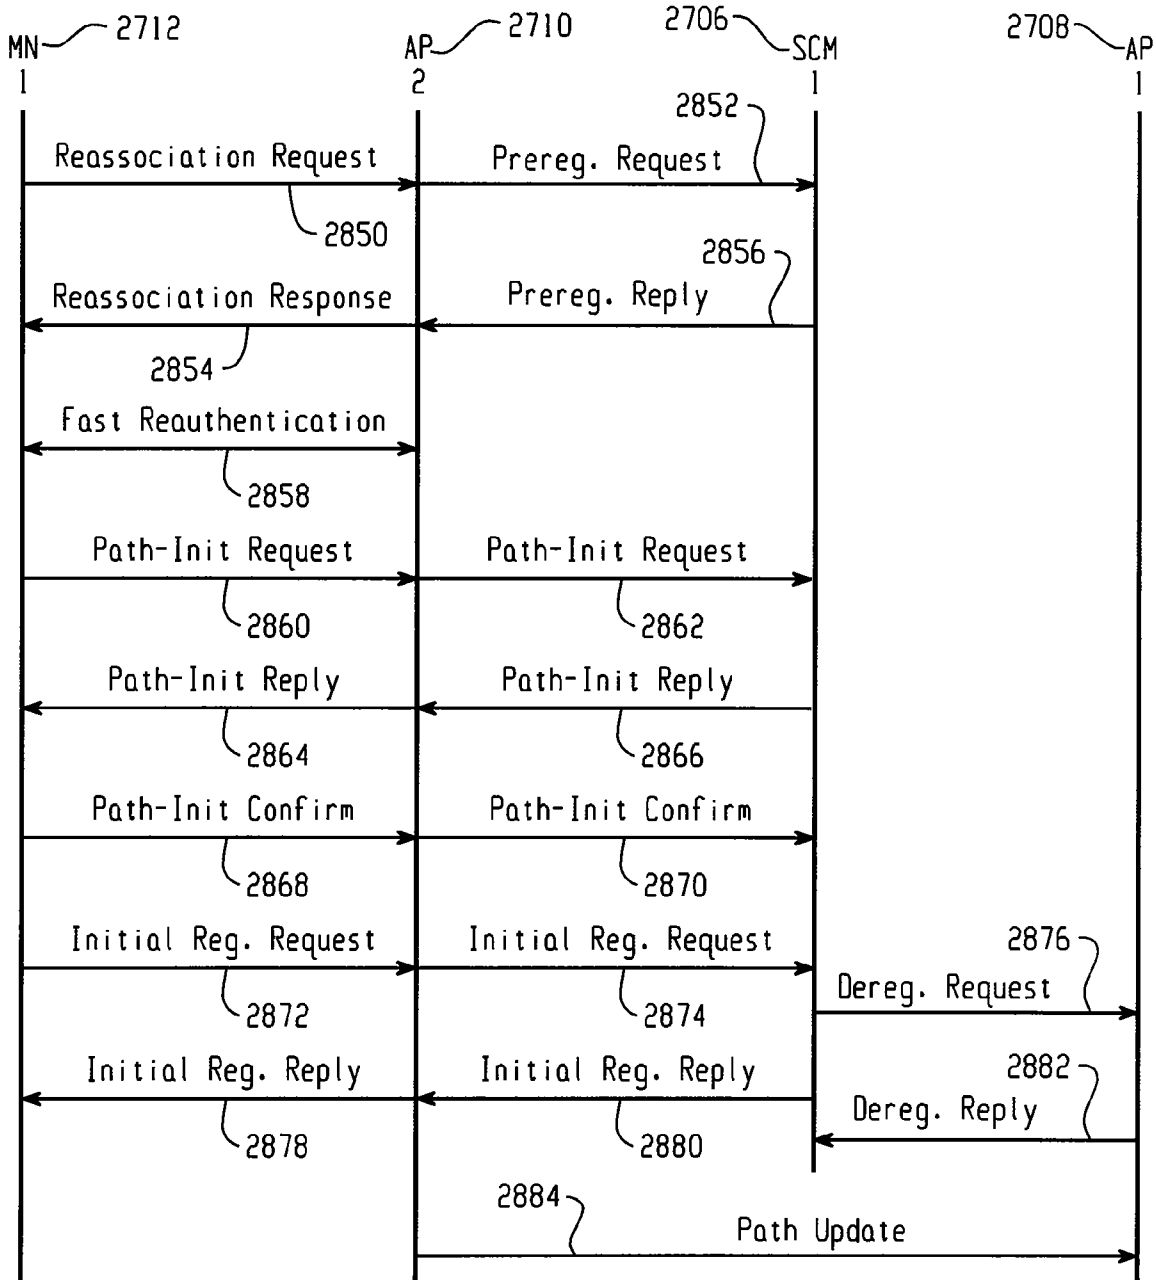 2712
2710
2706
2708
MN
AP
SCM
AP
1
2
1
1
2852
Reassociation Request
Prereg. Request
2850
2856
Reassociation Response
Prereg. Reply
2854
Fast Reauthentication
2858
Path-Init Request
Path-Init Request
2860
2862
Path-Init Reply
Path-Init Reply
2864
2866
Path-Init Confirm
Path-Init Confirm
2868
2870
Initial Reg. Request
Initial Reg. Request
2876
Dereg. Request
2872
2874
Initial Reg. Reply
Initial Reg. Reply
2882
Dereg. Reply
2878
2880
2884
Path Update